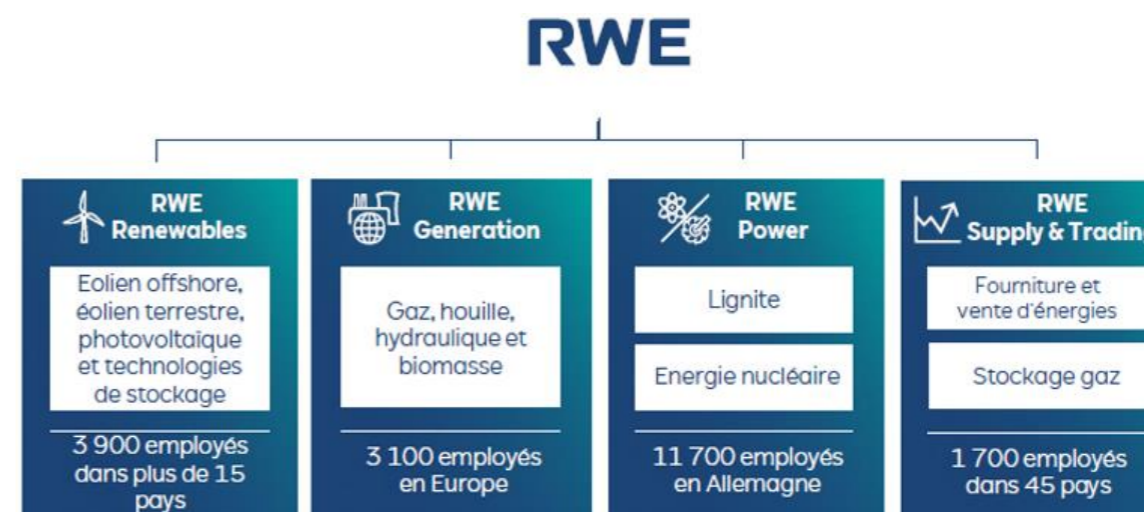 RWE
RWE
Renewables
Eolien offshore,
éolien terrestre,
photovoltaïque
et technologies
de stockage
3 900 employés
dans plus de 15
pays
RWE
Generation
Gaz, houille,
hydraulique et
biomasse
3 100 employés
en Europe
RWE
Power
Lignite
Energie nucléaire
11 700 employés
en Allemagne
RWE
Supply & Trading
Fourniture et
vente d'énergies
Stockage gaz
1 700 employés
dans 45 pays